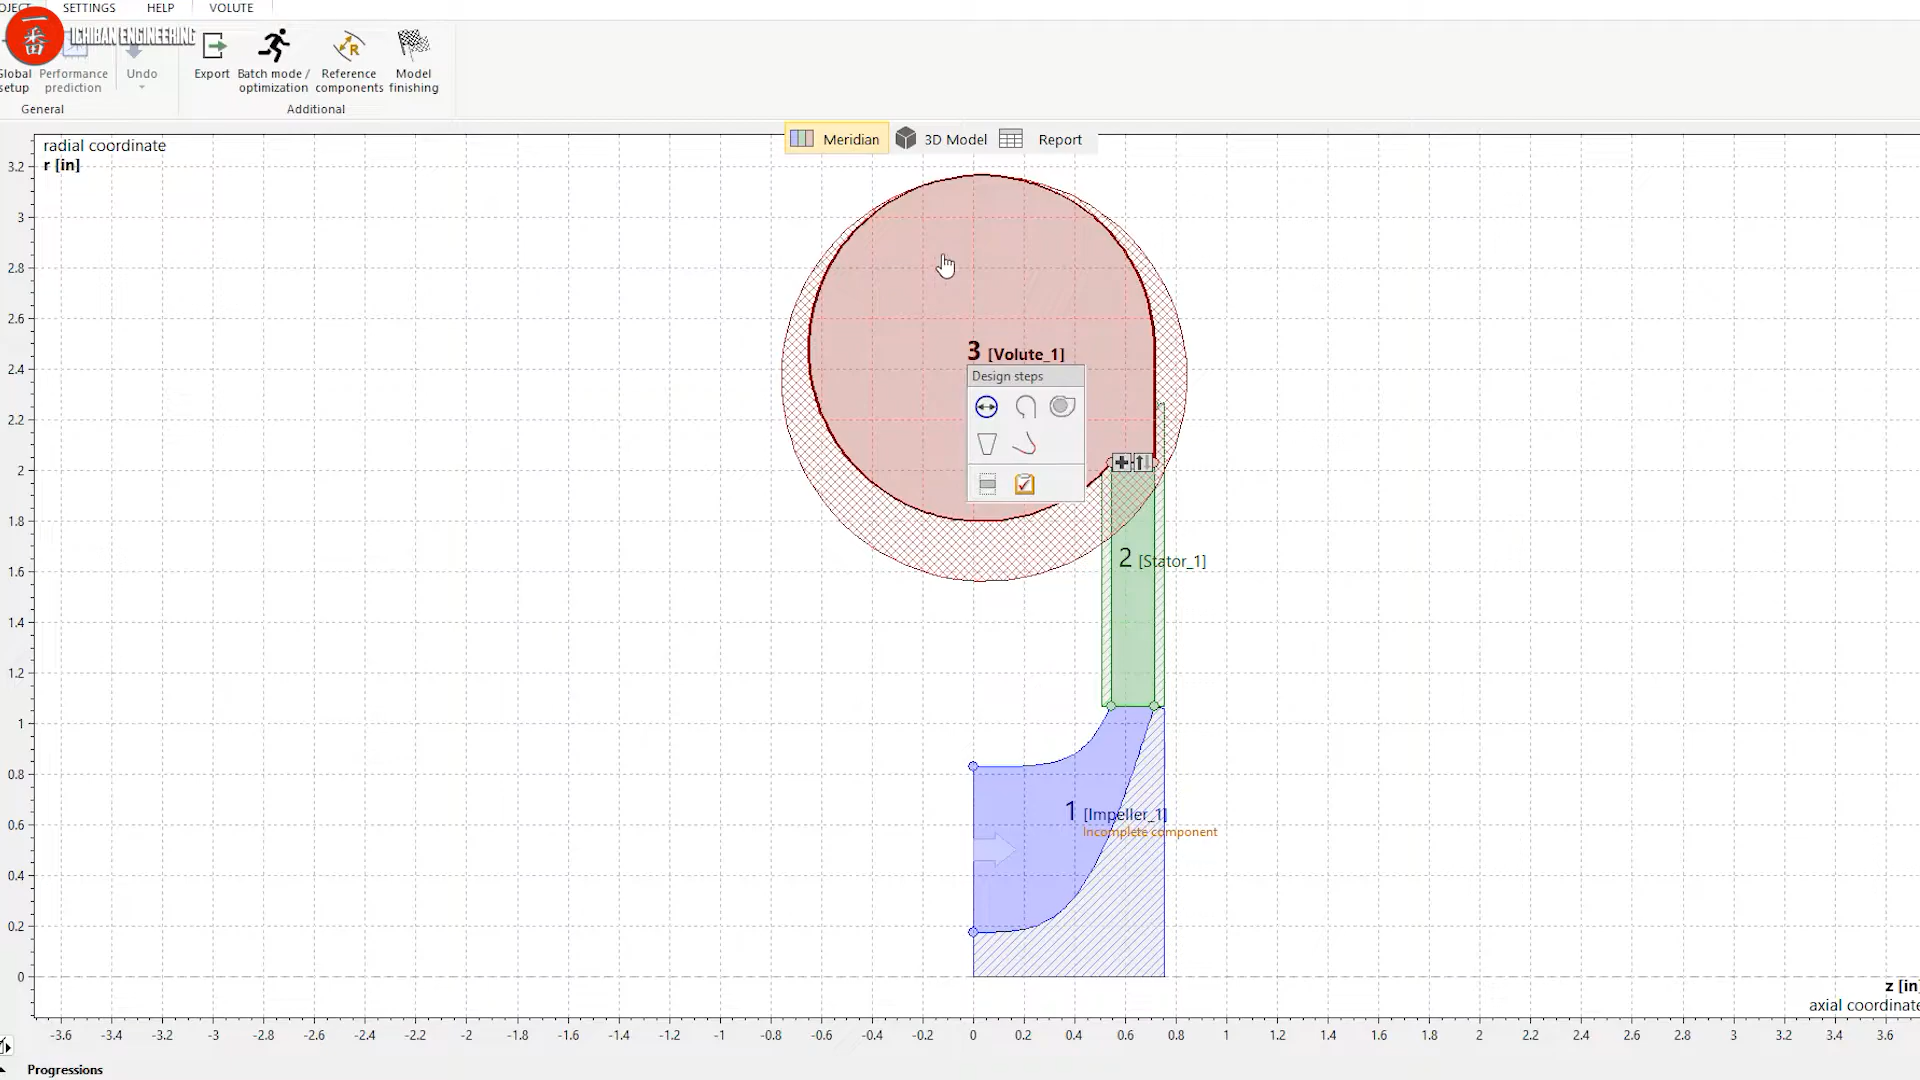 OJECT SETTINGS HELP VOLUTE
一番
ICHIBAN ENGINEERING
Global setup
Performance prediction
Undo
Export
Batch mode / optimization
Reference components
Model finishing
General
Additional
Meridian
3D Model
Report
radial coordinate
r [in]
3.2
3
2.8
2.6
2.4
2.2
2
1.8
1.6
1.4
1.2
1
0.8
0.6
0.4
0.2
0
3 [Volute_1]
Design steps
2 [Stator_1]
1 [Impeller_1]
Incomplete component
z [in]
axial coordinate
-3.6 -3.4 -3.2 -3 -2.8 -2.6 -2.4 -2.2 -2 -1.8 -1.6 -1.4 -1.2 -1 -0.8 -0.6 -0.4 -0.2 0 0.2 0.4 0.6 0.8 1 1.2 1.4 1.6 1.8 2 2.2 2.4 2.6 2.8 3 3.2 3.4 3.6
Progressions